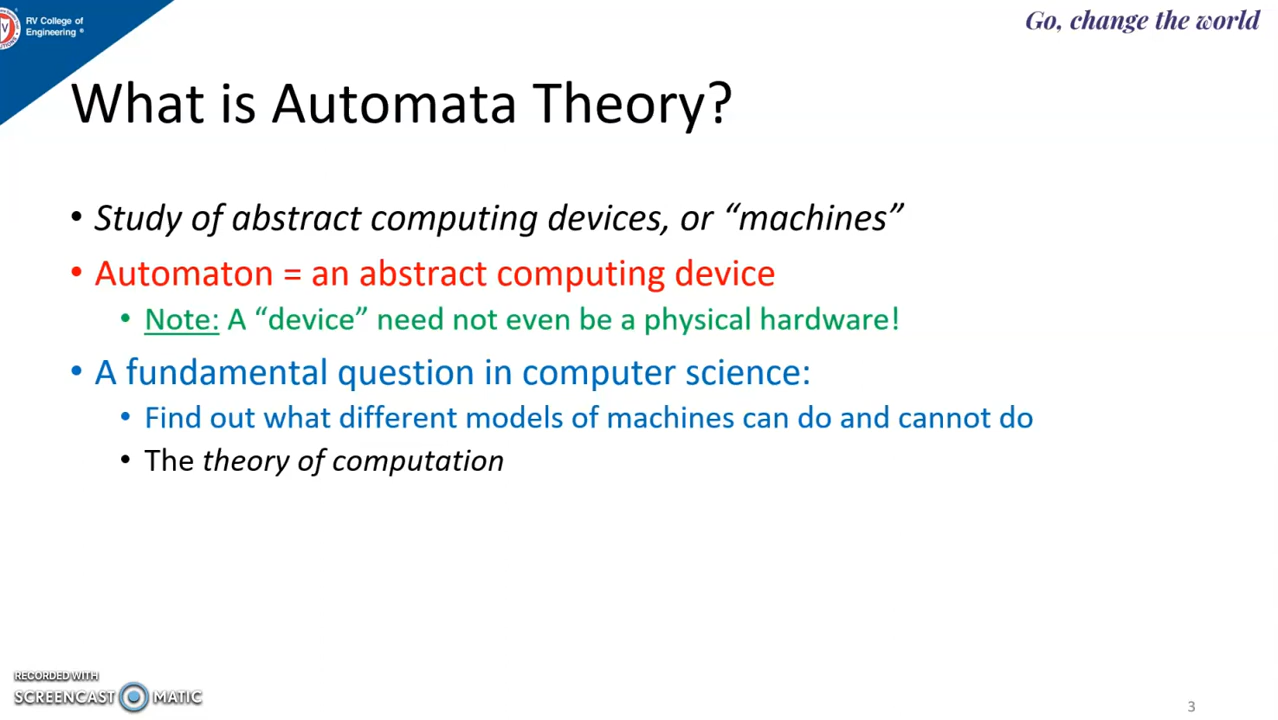 RV College of
Engineering ®
Go, change the world
What is Automata Theory?
• Study of abstract computing devices, or “machines”
• Automaton = an abstract computing device
• Note: A “device” need not even be a physical hardware!
• A fundamental question in computer science:
• Find out what different models of machines can do and cannot do
• The theory of computation
RECORDED WITH
SCREENCAST MATIC
3